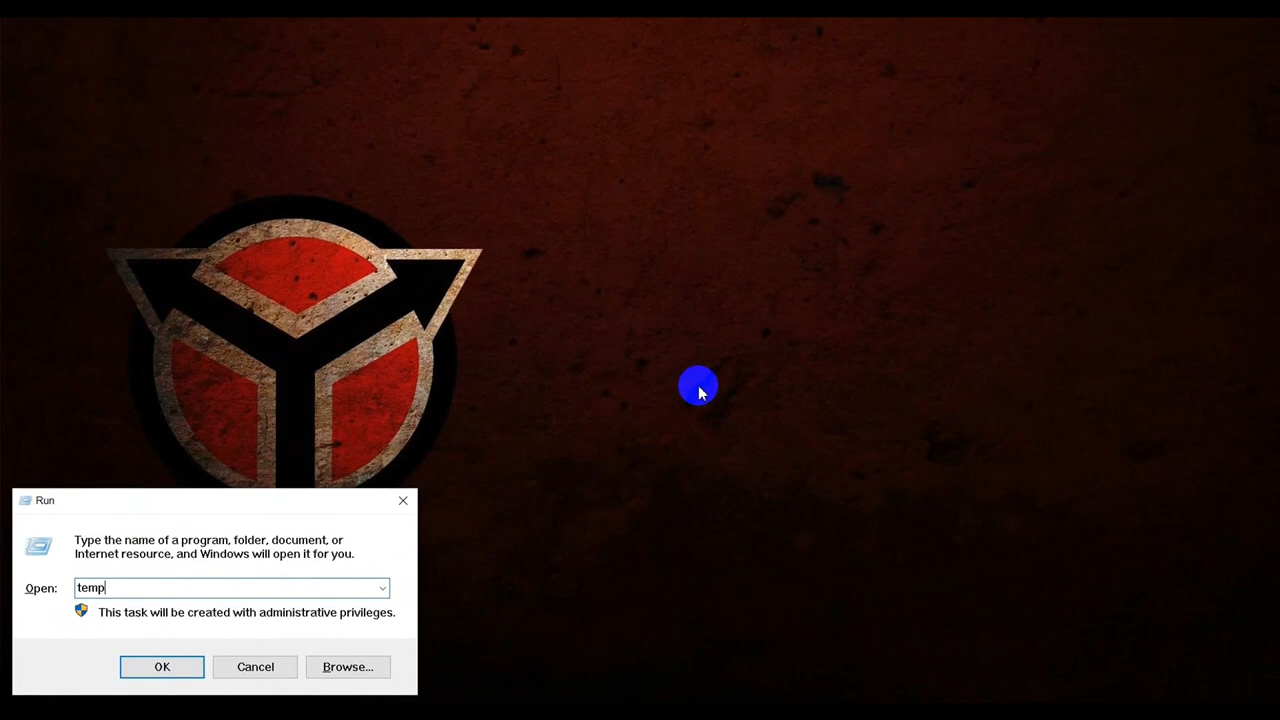 Run
Type the name of a program, folder, document, or
Internet resource, and Windows will open it for you.
Open: temp
This task will be created with administrative privileges.
OK Cancel Browse...